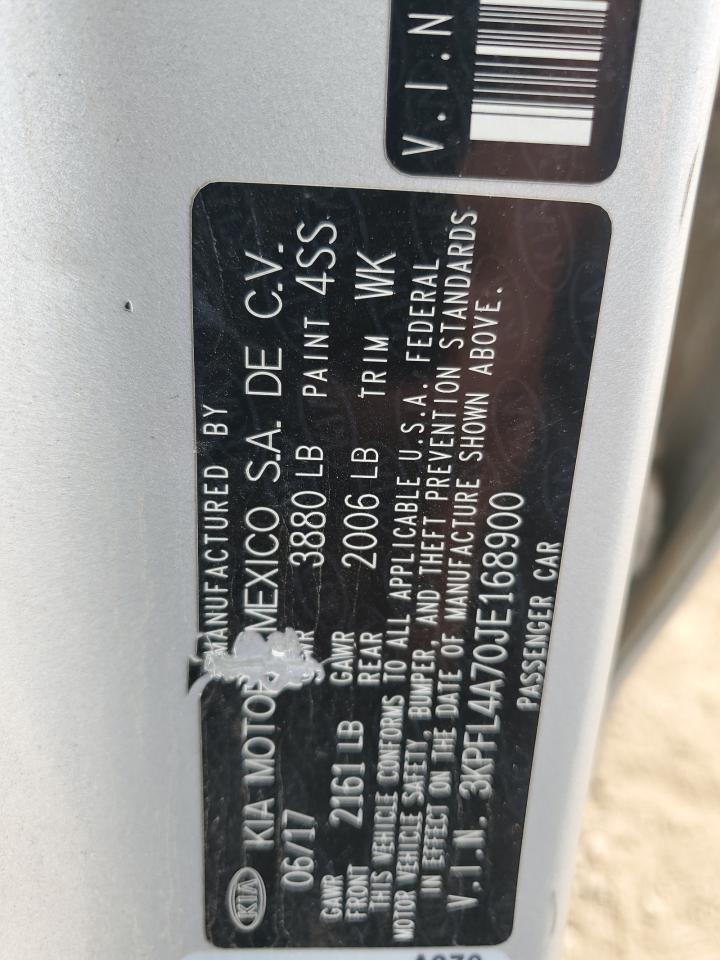 V.I.N
MANUFACTURED BY
KIA KIA MOTOR MEXICO S.A. DE C.V.
06/17 3880 LB PAINT 4SS
GAWR FRONT 2161 LB GAWR REAR 2006 LB TRIM WK
THIS VEHICLE CONFORMS TO ALL APPLICABLE U.S.A. FEDERAL
MOTOR VEHICLE SAFETY, BUMPER, AND THEFT PREVENTION STANDARDS
IN EFFECT ON THE DATE OF MANUFACTURE SHOWN ABOVE.
V.I.N. 3KPFL4A70JE168900
PASSENGER CAR